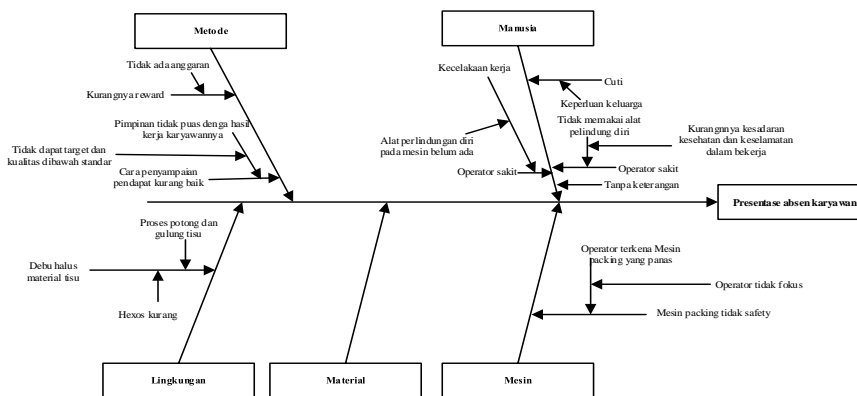 Metode
Manusia
Tidak ada anggaran
Kurangnya reward
Pimpinan tidak puas denga hasil
kerja karyawannya
Tidak dapat target dan
kualitas dibawah standar
Cara penyampaian
pendapat kurang baik
Kecelakaan kerja
Cuti
Keperluan keluarga
Tidak memakai alat
pelindung diri
Kurangnnya kesadaran
kesehatan dan keselamatan
dalam bekerja
Alat perlindungan diri
pada mesin belum ada
Operator sakit
Operator sakit
Tanpa keterangan
Presentase absen karyawan
Proses potong dan
gulung tisu
Debu halus
material tisu
Hexos kurang
Operator terkena Mesin
packing yang panas
Operator tidak fokus
Mesin packing tidak safety
Lingkungan
Material
Mesin